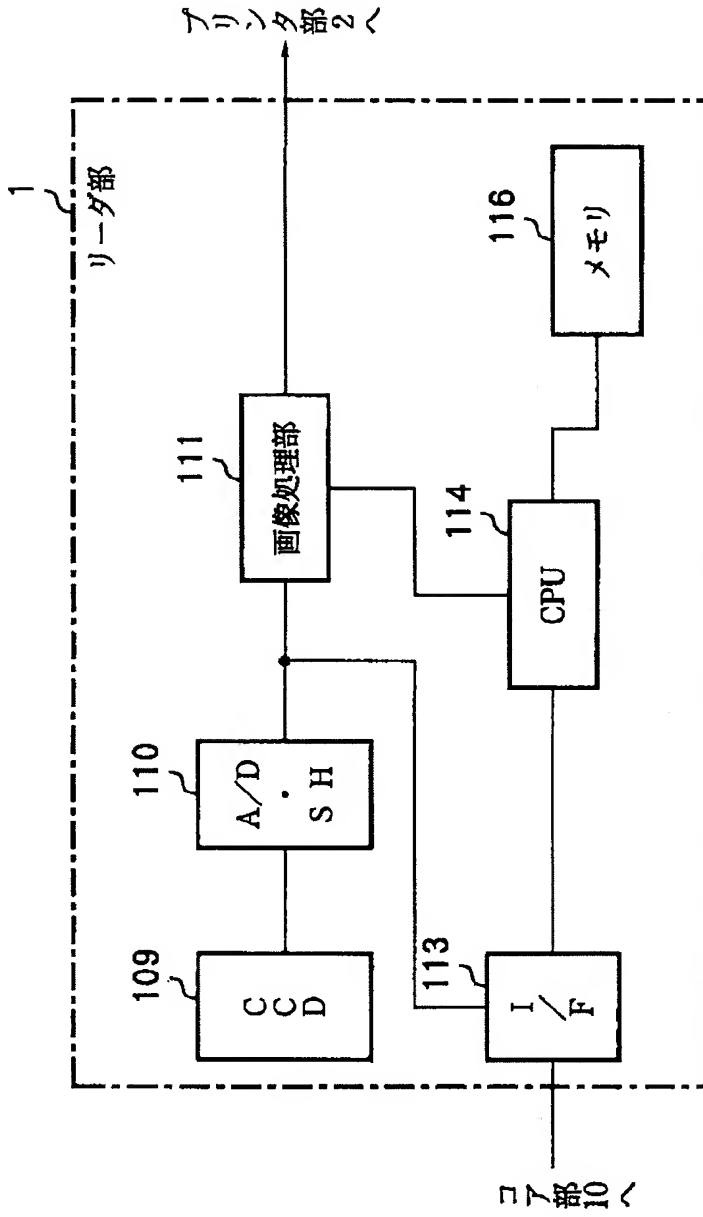 1
リーダ部
プリンタ部2へ
109
CCD
110
A/D・SH
111
画像処理部
113
I/F
114
CPU
116
メモリ
コア部10へ